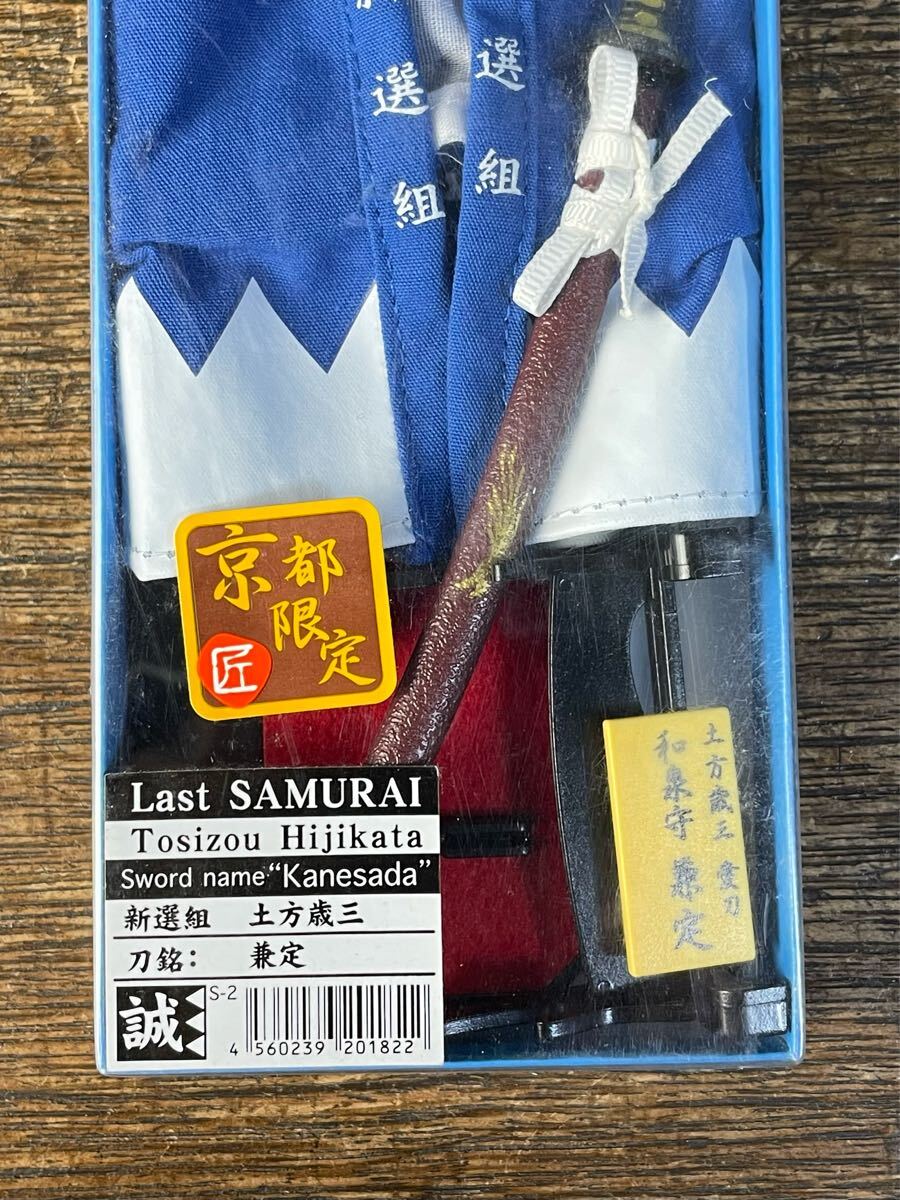 選組
選組
京都
限定
匠
土方歳三 愛刀
和泉守 兼定
Last SAMURAI
Tosizou Hijikata
Sword name:“Kanesada”
新選組 土方歳三
刀銘: 兼定
誠
S-2
4 560239 201822